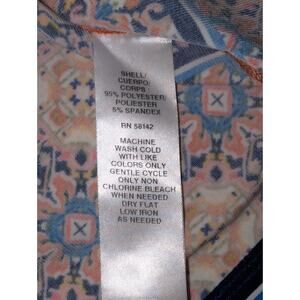 SHELL/
CUERPO/
CORPS
95% POLYESTER/
POLIESTER
5% SPANDEX
RN 58142
MACHINE
WASH COLD
WITH LIKE
COLORS ONLY
GENTLE CYCLE
ONLY NON
CHLORINE BLEACH
WHEN NEEDED
DRY FLAT
LOW IRON
AS NEEDED